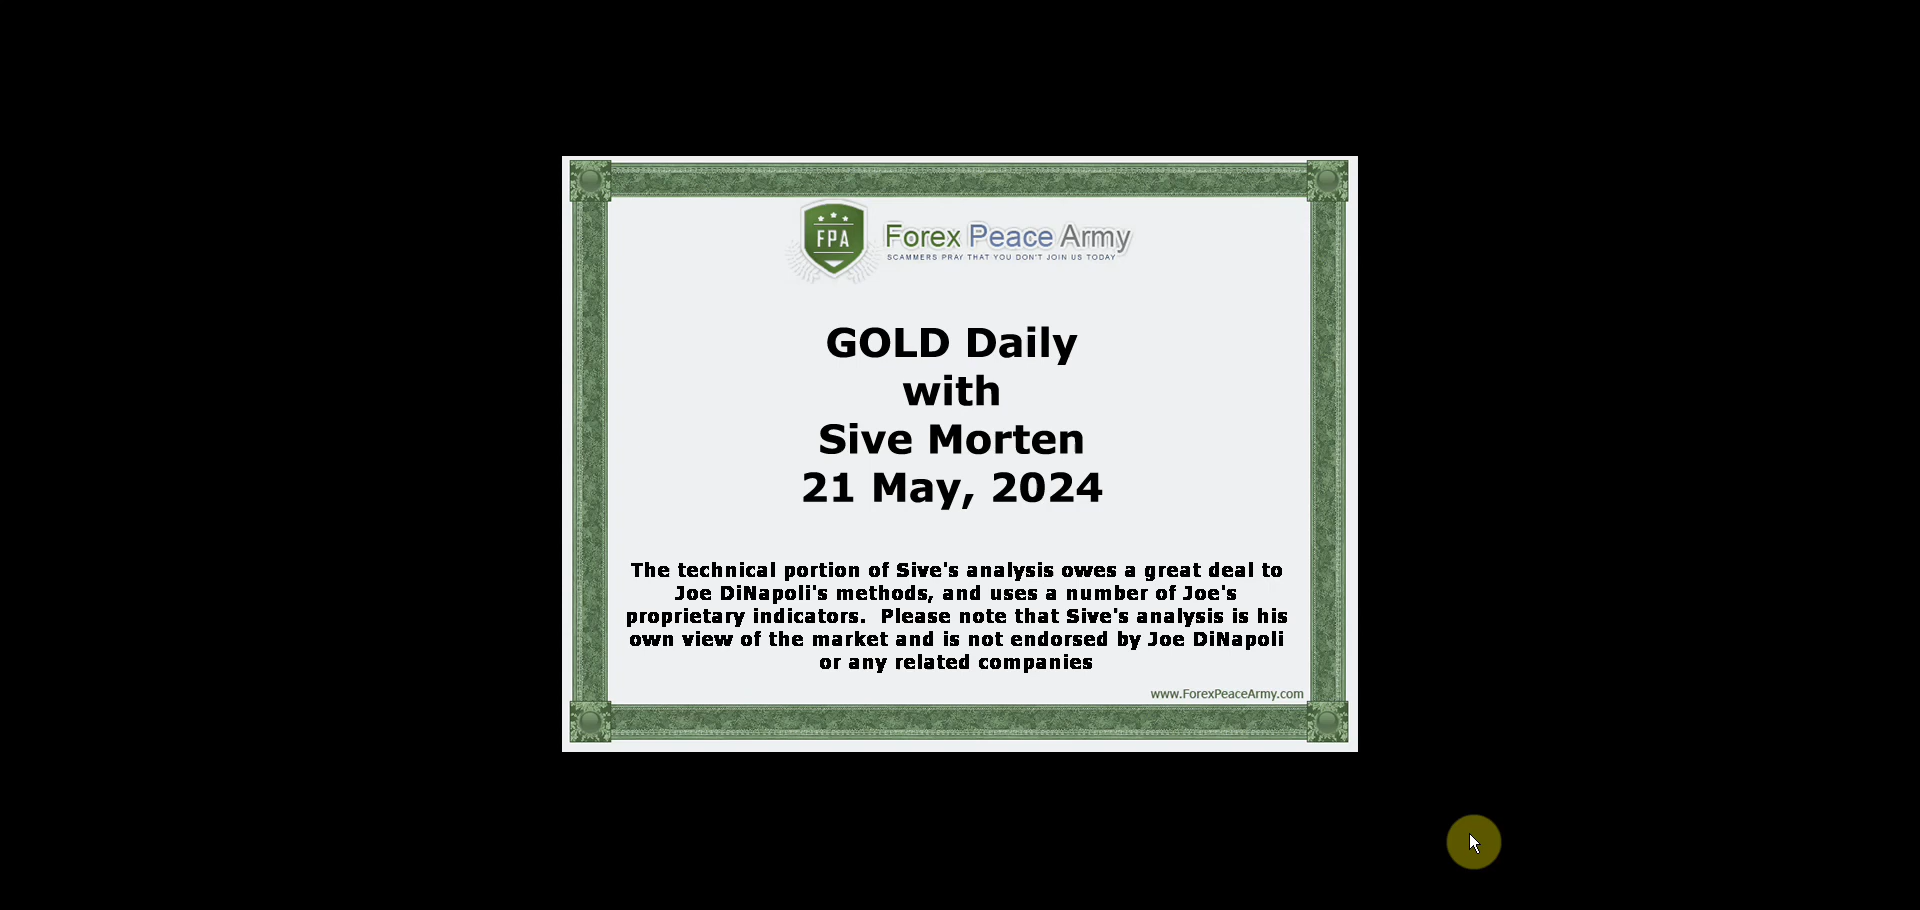 FPA
Forex Peace Army
SCAMMERS PRAY THAT YOU DON'T JOIN US TODAY
GOLD Daily
with
Sive Morten
21 May, 2024
The technical portion of Sive's analysis owes a great deal to
Joe DiNapoli's methods, and uses a number of Joe's
proprietary indicators.  Please note that Sive's analysis is his
own view of the market and is not endorsed by Joe DiNapoli
or any related companies
www.ForexPeaceArmy.com